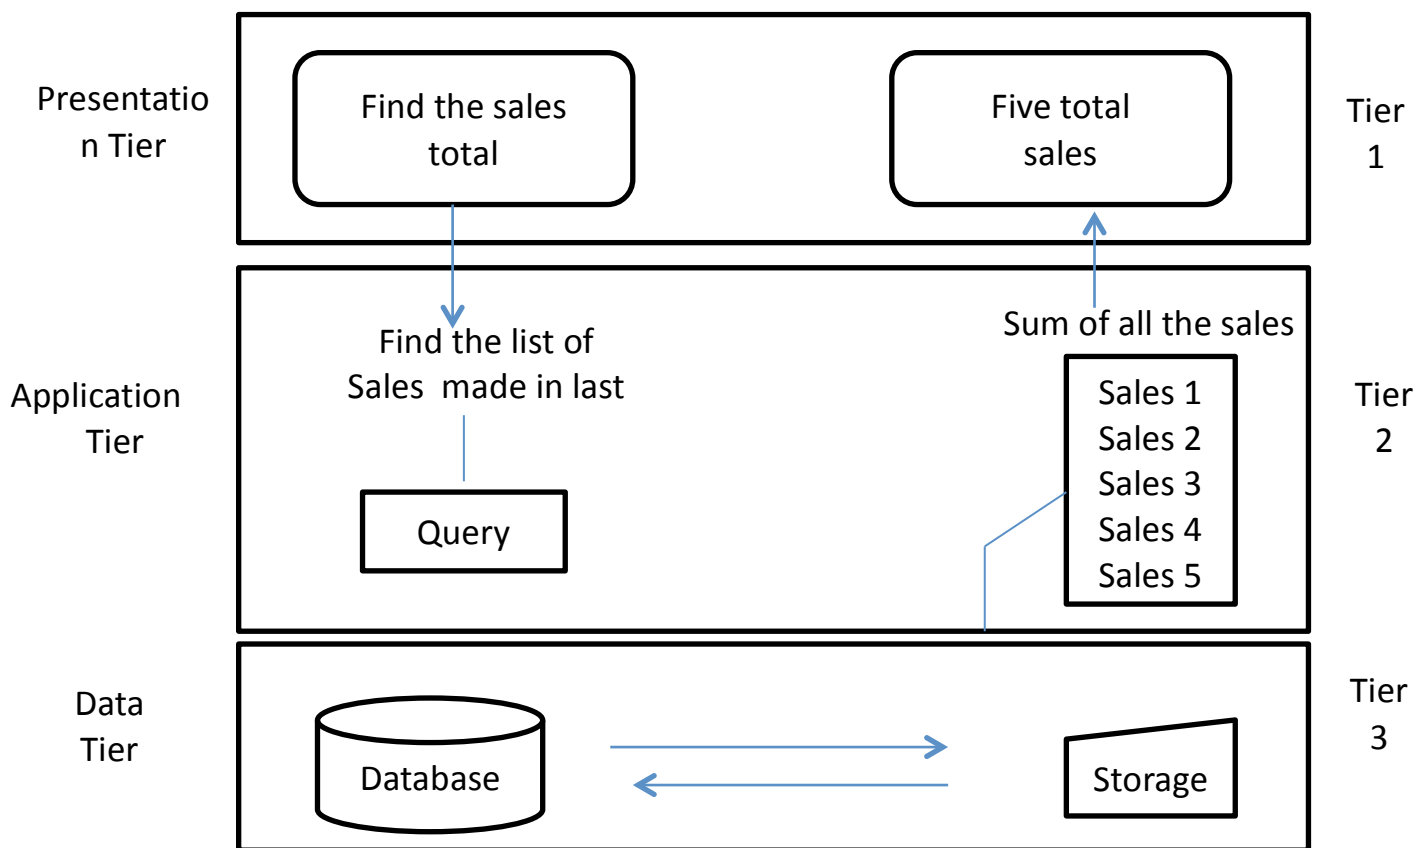 Presentatio
n Tier
Find the sales
total
Five total
sales
Tier
1
Application
Tier
Find the list of
Sales  made in last
Query
Sum of all the sales
Sales 1
Sales 2
Sales 3
Sales 4
Sales 5
Tier
2
Data
Tier
Database
Storage
Tier
3